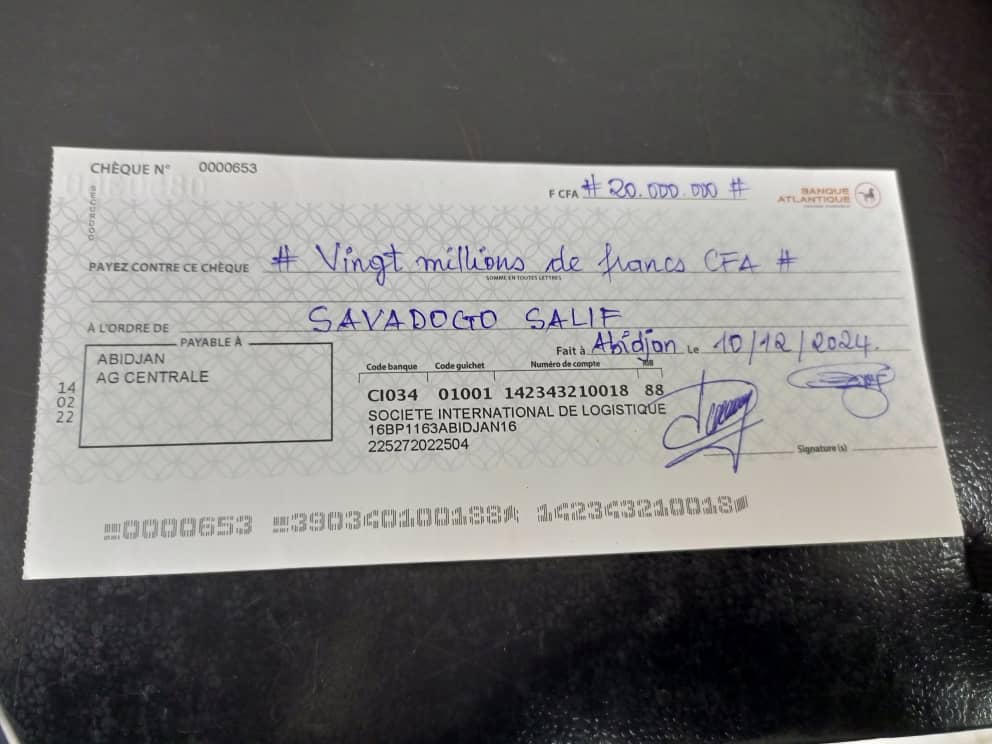 CHÈQUE N° 0000653
F CFA # 20.000.000 #
BANQUE ATLANTIQUE
PAYEZ CONTRE CE CHÈQUE # Vingt millions de francs CFA #
SOMME EN TOUTES LETTRES
À L'ORDRE DE SAVADOGO SALIF
PAYABLE À
Fait à Abidjan Le 10/12/2024.
ABIDJAN
AG CENTRALE
14
02
22
Code banque Code guichet Numéro de compte RIB
CI034 01001 142343210018 88
SOCIETE INTERNATIONAL DE LOGISTIQUE
16BP1163ABIDJAN16
225272022504
Signature (s)
0000653 390340100188 142343210018